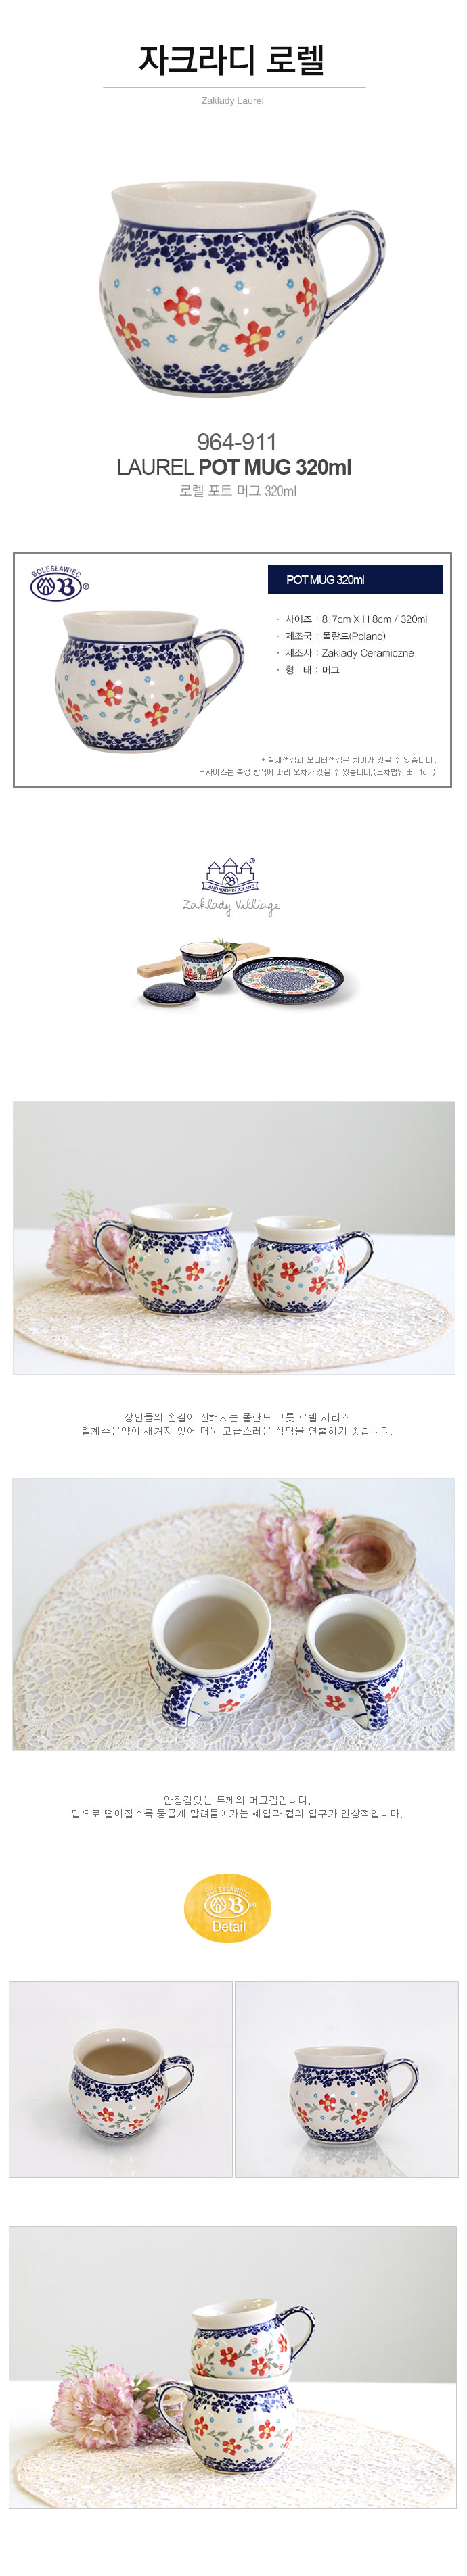 자크라디 로렐
Zaklady Laurel
964-911
LAUREL POT MUG 320ml
로렐 포트 머그 320ml
BOLESŁAWIEC
B®
POT MUG 320ml
· 사이즈 : 8.7cm X H 8cm / 320ml
· 제조국 : 폴란드(Poland)
· 제조사 : Zaklady Ceramiczne
· 형 태 : 머그
* 실제색상과 모니터색상은 차이가 있을 수 있습니다.
* 사이즈는 측정 방식에 따라 오차가 있을 수 있습니다.(오차범위 ± : 1cm)
HAND MADE IN POLAND
Zaklady Villiage
장인들의 손길이 전해지는 폴란드 그릇 로렐 시리즈
월계수문양이 새겨져 있어 더욱 고급스러운 식탁을 연출하기 좋습니다.
안정감있는 두께의 머그컵입니다.
밑으로 떨어질수록 둥글게 말려들어가는 셰입과 컵의 입구가 인상적입니다.
BOLESŁAWIEC
B®
Detail